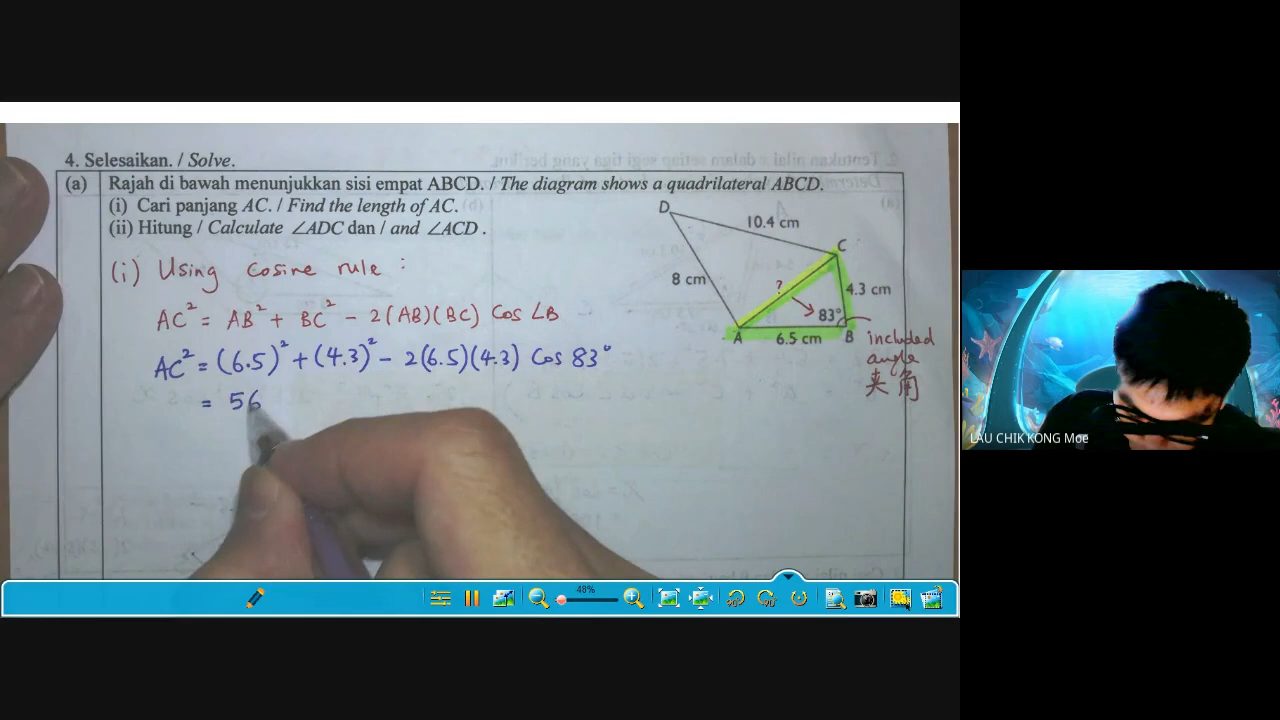 4. Selesaikan. / Solve.
(a) Rajah di bawah menunjukkan sisi empat ABCD. / The diagram shows a quadrilateral ABCD.
(i) Cari panjang AC. / Find the length of AC.
(ii) Hitung / Calculate ∠ADC dan / and ∠ACD .
D
10.4 cm
C
8 cm
?
4.3 cm
83°
A
6.5 cm
B
included
angle
夹角
(i) Using cosine rule :
AC² = AB² + BC² - 2(AB)(BC) Cos ∠B
AC² = (6.5)² + (4.3)² - 2(6.5)(4.3) Cos 83°
= 56
LAU CHIK KONG Moe
48%